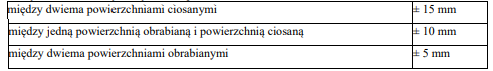 między dwiema powierzchniami ciosanymi ± 15 mm
między jedną powierzchnią obrabianą i powierzchnią ciosaną ± 10 mm
między dwiema powierzchniami obrabianymi ± 5 mm